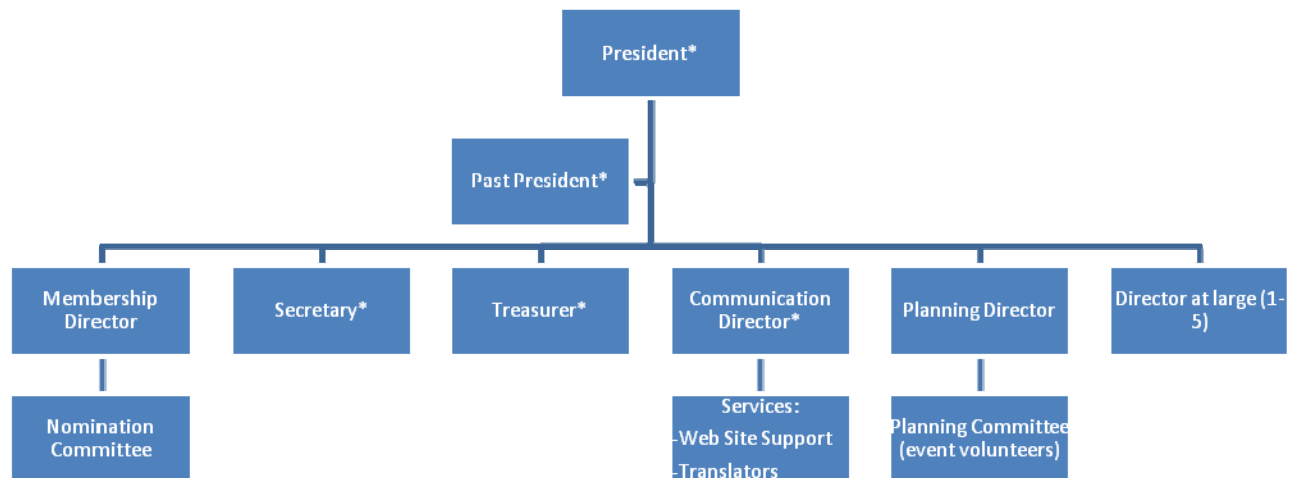 President*
Past President*
Membership
Director
Secretary*
Treasurer*
Communication
Director*
Planning Director
Director at large (1-
5)
Nomination
Committee
Services:
-Web Site Support
-Translators
Planning Committee
(event volunteers)